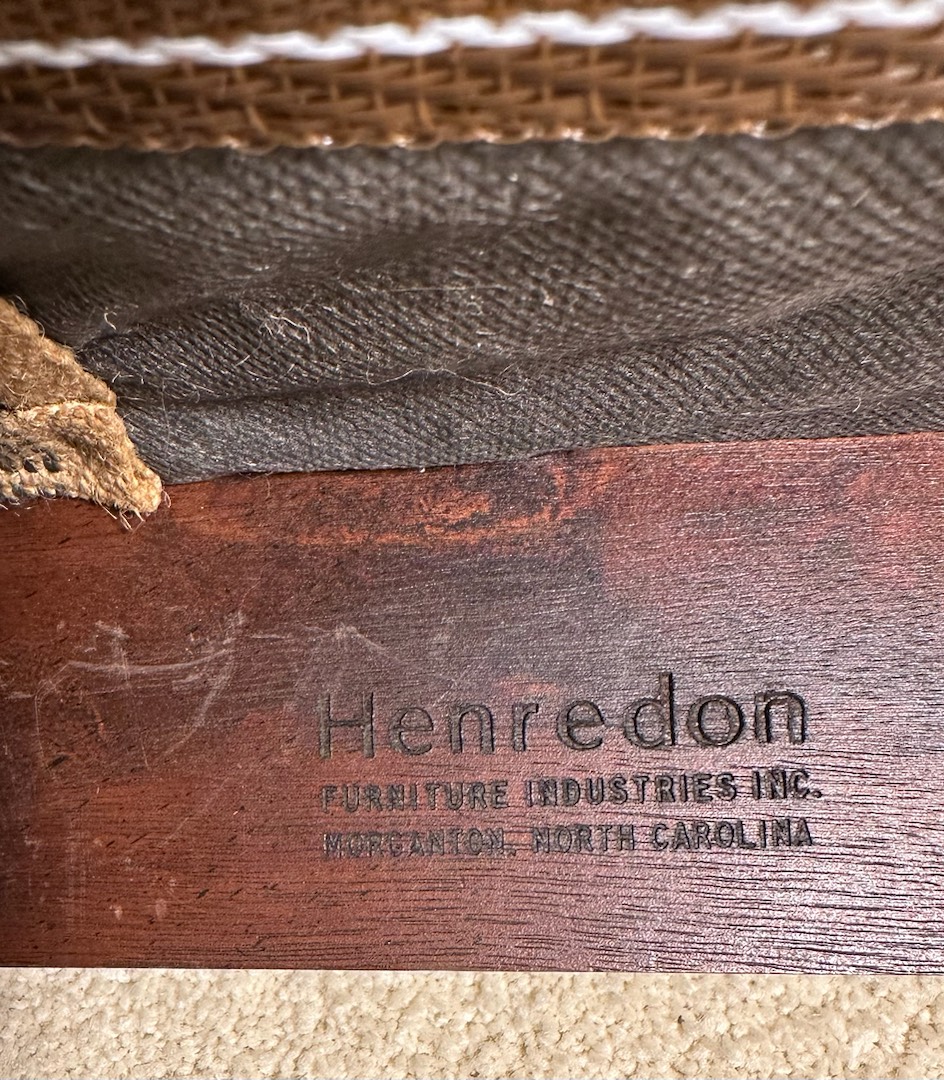 Henredon
FURNITURE INDUSTRIES INC.
MORGANTON, NORTH CAROLINA